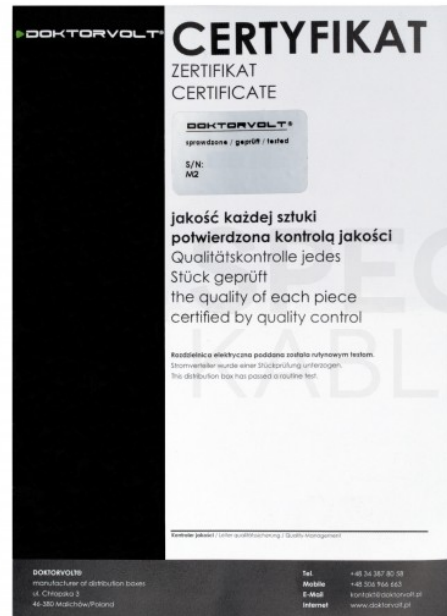 DOKTORVOLT®
CERTYFIKAT
ZERTIFIKAT
CERTIFICATE
DOKTORVOLT®
sprawdzone / geprüft / tested
S/N:
M2
jakość każdej sztuki
potwierdzona kontrolą jakości
Qualitätskontrolle jedes
Stück geprüft
the quality of each piece
certified by quality control
SPEC
KABL
Rozdzielnica elektryczna poddana została rutynowym testom.
Stromverteiler wurde einer Stückprüfung unterzogen.
This distribution box has passed a routine test.
Kontroler jakości / Leiter qualitätssicherung / Quality Management
DOKTORVOLT®
manufacturer of distribution boxes
ul. Chłopska 3
46-380 Malichów/Poland
Tel. +48 34 387 80 58
Mobile +48 506 966 663
E-Mail kontakt@doktorvolt.pl
Internet www.doktorvolt.pl